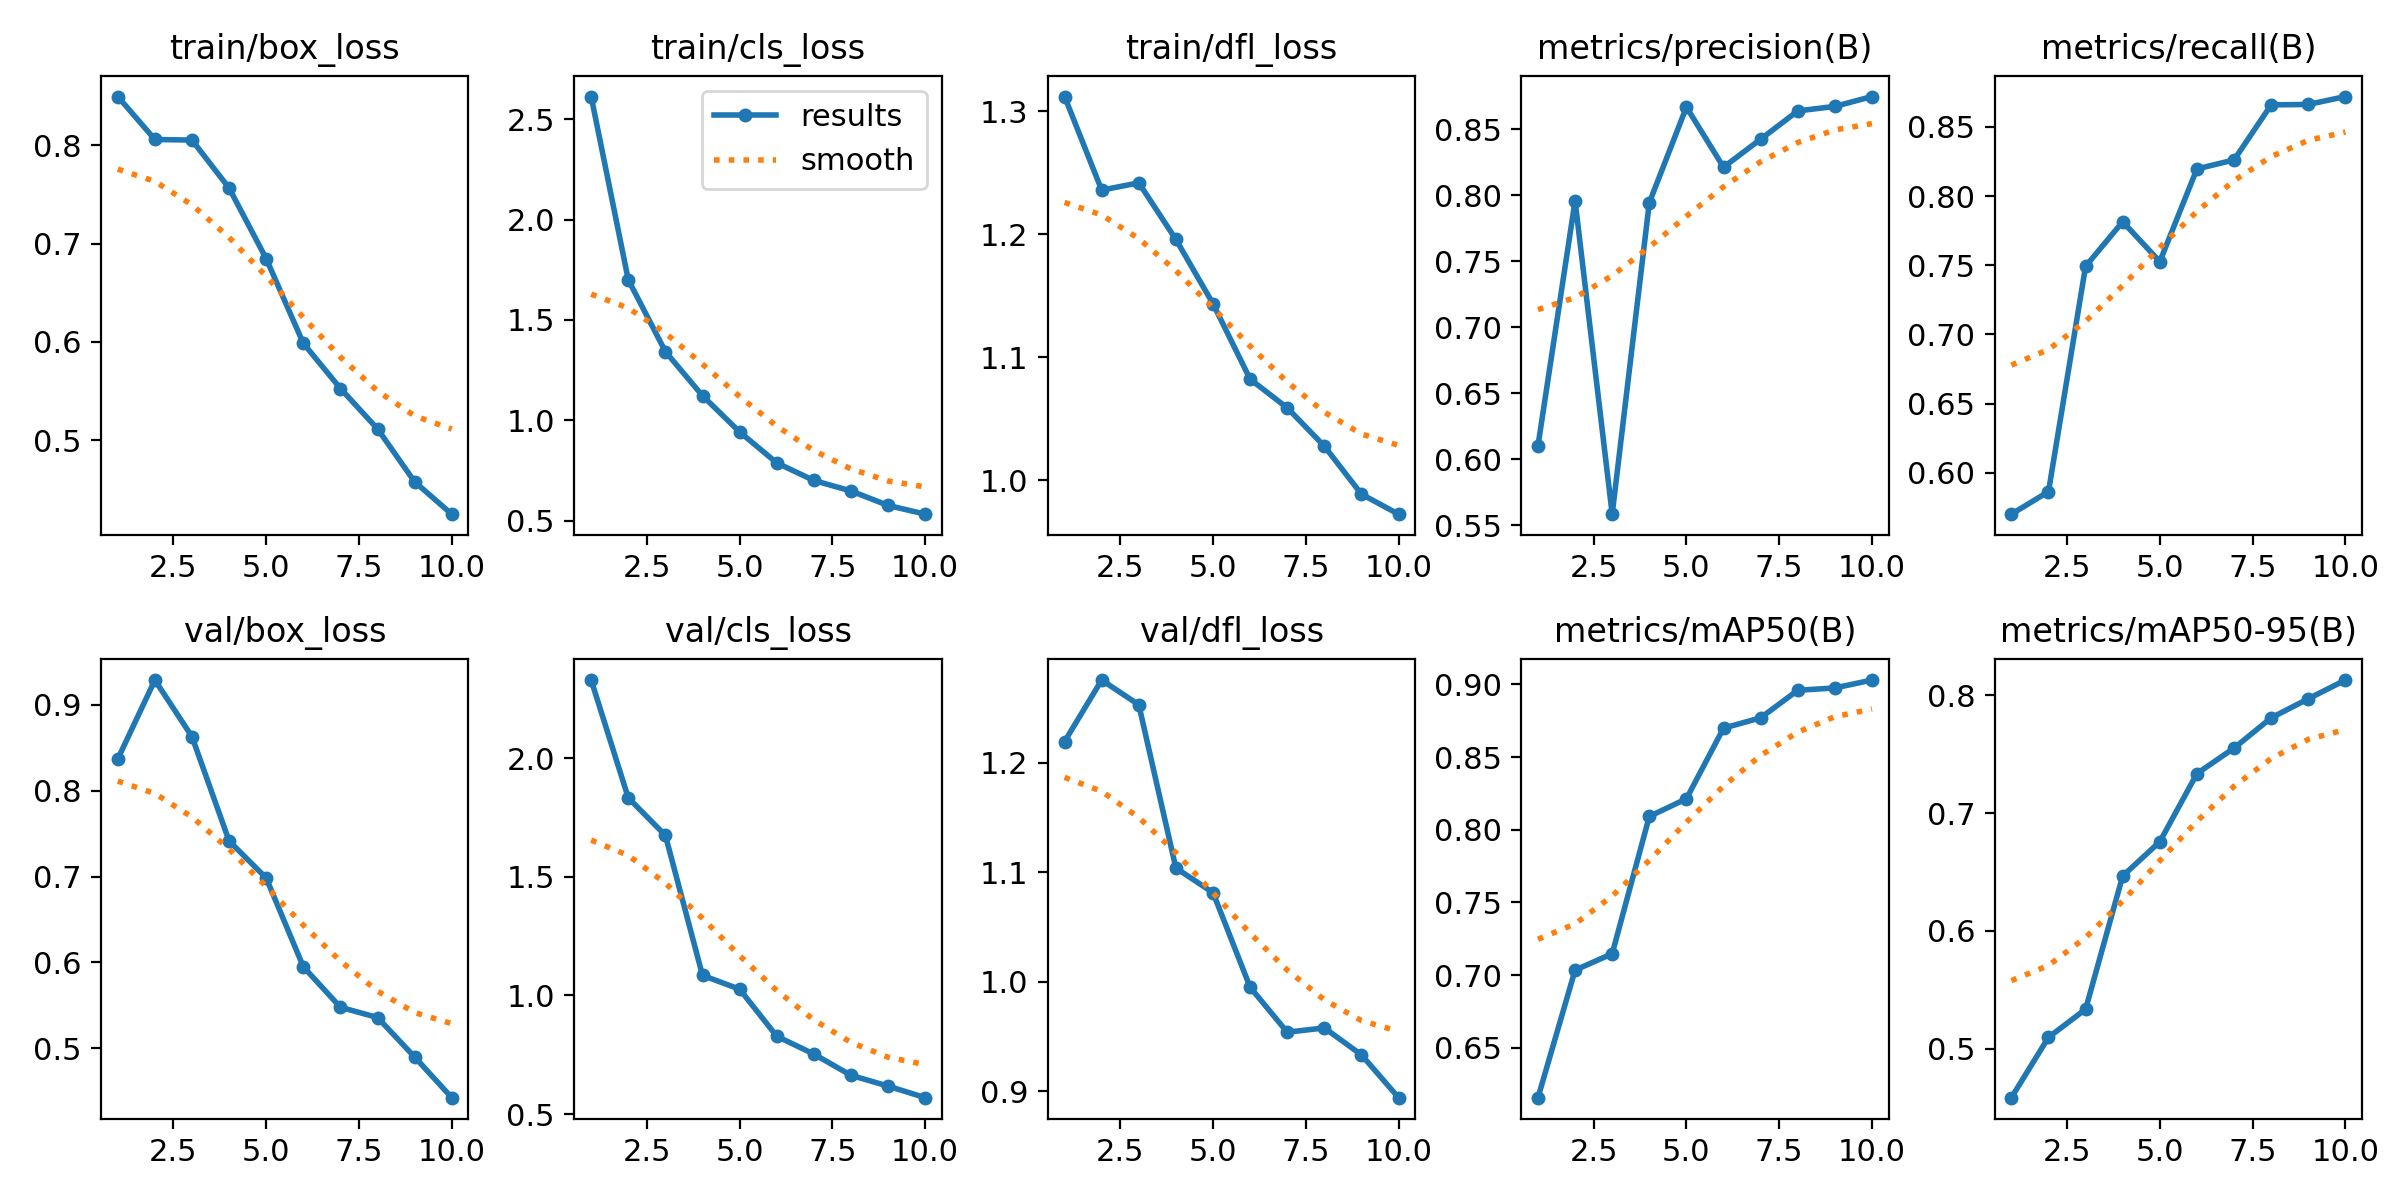 train/box_loss
train/cls_loss
train/dfl_loss
metrics/precision(B)
metrics/recall(B)
0.8
0.7
0.6
0.5
2.5 5.0 7.5 10.0
2.5
2.0
1.5
1.0
0.5
results
smooth
2.5 5.0 7.5 10.0
1.3
1.2
1.1
1.0
2.5 5.0 7.5 10.0
0.85
0.80
0.75
0.70
0.65
0.60
0.55
2.5 5.0 7.5 10.0
0.85
0.80
0.75
0.70
0.65
0.60
2.5 5.0 7.5 10.0
val/box_loss
val/cls_loss
val/dfl_loss
metrics/mAP50(B)
metrics/mAP50-95(B)
0.9
0.8
0.7
0.6
0.5
2.5 5.0 7.5 10.0
2.0
1.5
1.0
0.5
2.5 5.0 7.5 10.0
1.2
1.1
1.0
0.9
2.5 5.0 7.5 10.0
0.90
0.85
0.80
0.75
0.70
0.65
2.5 5.0 7.5 10.0
0.8
0.7
0.6
0.5
2.5 5.0 7.5 10.0